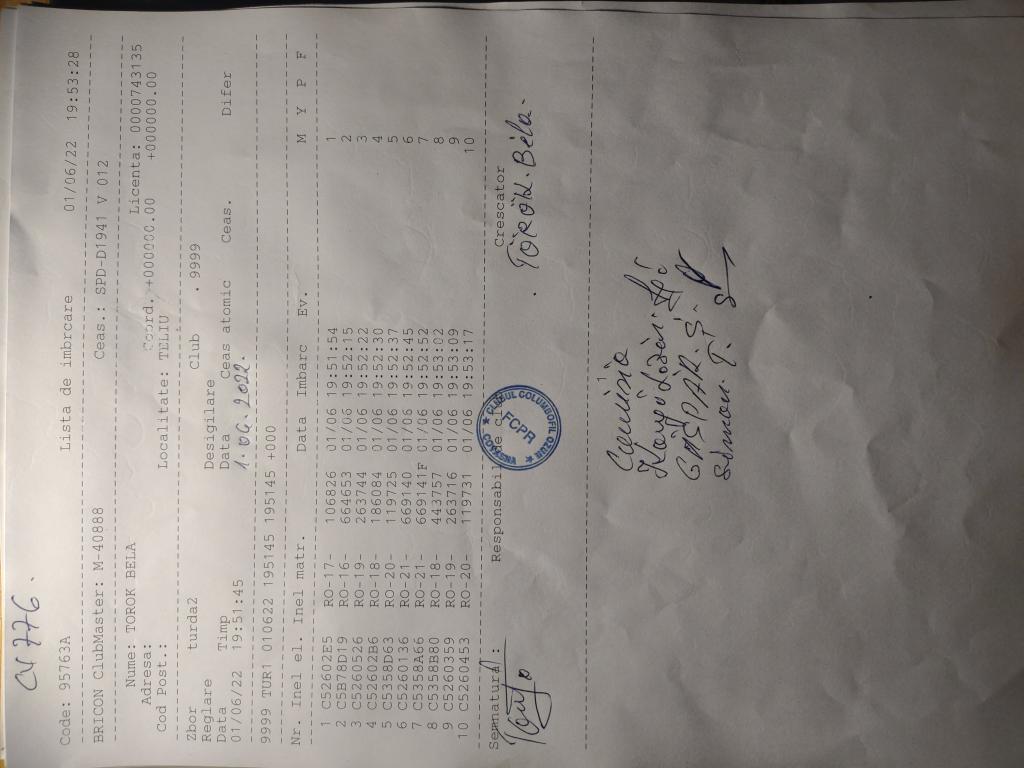 CV 776.
Code: 95763A Lista de imbrcare 01/06/22 19:53:28
BRICON ClubMaster: M-40888 Ceas.: SPD-D1941 V 012
Nume: TOROK BELA Licenta: 0000743135
Adresa: Coord. +000000.00 +000000.00
Cod Post.: Localitate: TELIU
Zbor turda2 Club .9999
Reglare Desigilare
Data Timp Data Ceas atomic Ceas. Difer
01/06/22 19:51:45 1.06.2022.
9999 TUR1 010622 195145 195145 +000
Nr. Inel el. Inel matr. Data Imbarc Ev. M Y P F
1 C52602E5 RO-17- 106826 01/06 19:51:54 1
2 C5B78D19 RO-16- 664653 01/06 19:52:15 2
3 C5260526 RO-19- 263744 01/06 19:52:22 3
4 C52602B6 RO-18- 186084 01/06 19:52:30 4
5 C5358D63 RO-20- 119725 01/06 19:52:37 5
6 C5260136 RO-21- 669140 01/06 19:52:45 6
7 C5358A66 RO-21- 669141F 01/06 19:52:52 7
8 C535BB80 RO-18- 443757 01/06 19:53:02 8
9 C5260359 RO-19- 263716 01/06 19:53:09 9
10 C5260453 RO-20- 119731 01/06 19:53:17 10
Semnatura: Responsabil Crescator
CLUBUL COLUMBOFIL
FCPR
. TÖRÖK. Béla.
Comisia
GÁSPÁR. Ş.
Simon T.